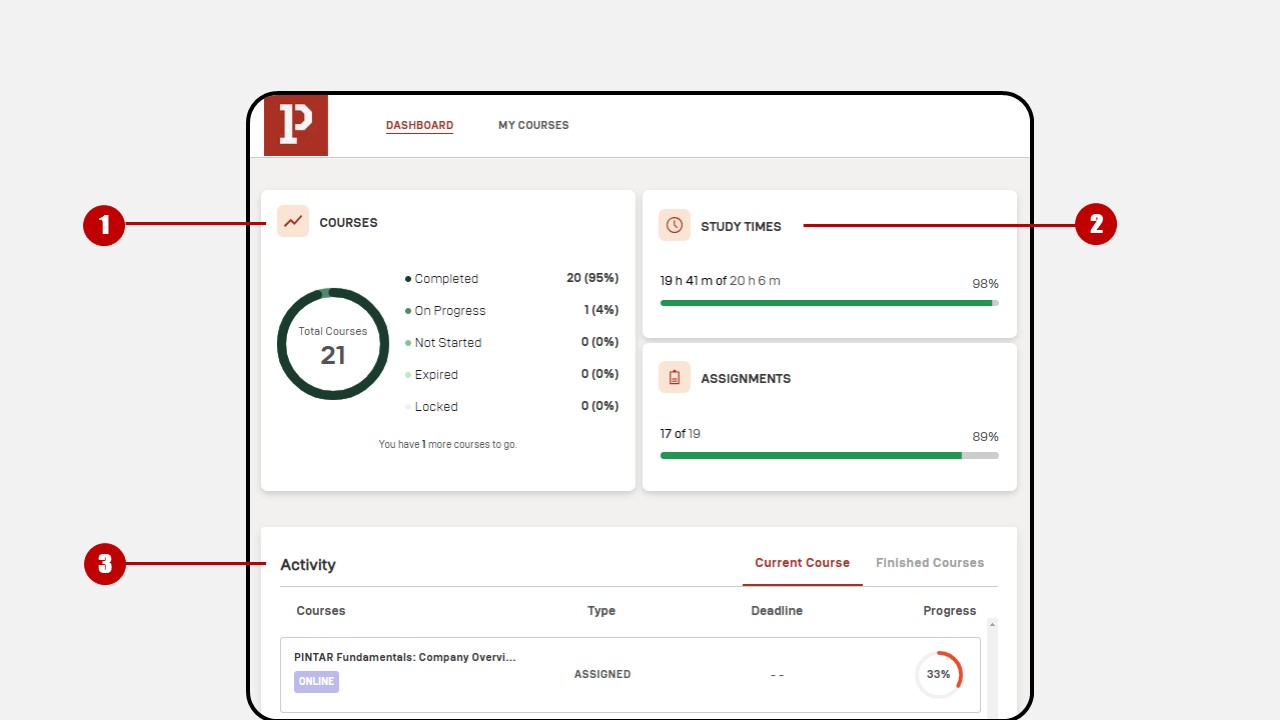 P
DASHBOARD MY COURSES
1
COURSES
Completed 20 (95%)
On Progress 1 (4%)
Not Started 0 (0%)
Expired 0 (0%)
Locked 0 (0%)
Total Courses
21
You have 1 more courses to go.
2
STUDY TIMES
19 h 41 m of 20 h 6 m 98%
ASSIGNMENTS
17 of 19 89%
3
Activity Current Course Finished Courses
Courses Type Deadline Progress
PINTAR Fundamentals: Company Overvi...
ONLINE
ASSIGNED - - 33%